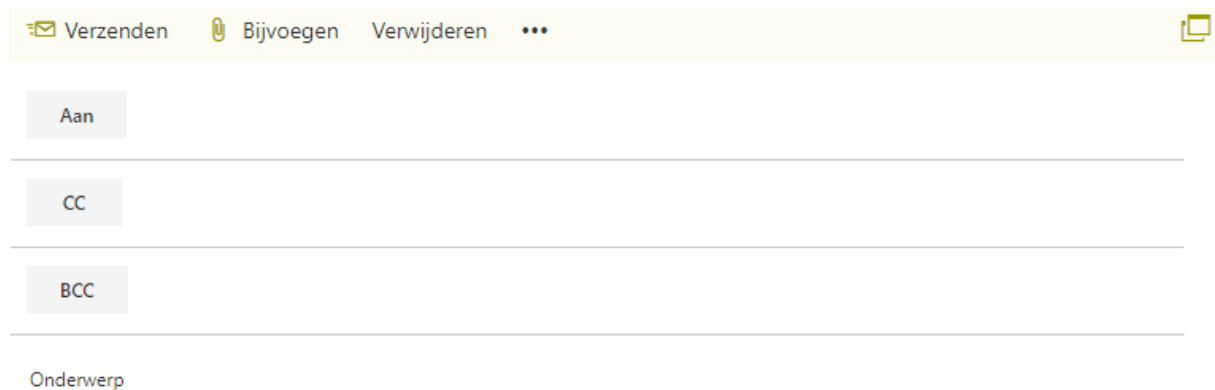 Verzenden Bijvoegen Verwijderen •••
Aan
CC
BCC
Onderwerp